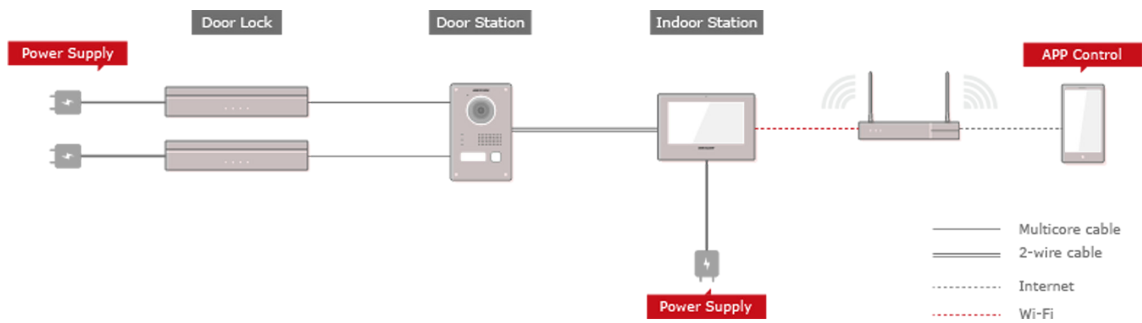 Door Lock
Door Station
Indoor Station
Power Supply
APP Control
Multicore cable
2-wire cable
Power Supply
Internet
Wi-Fi